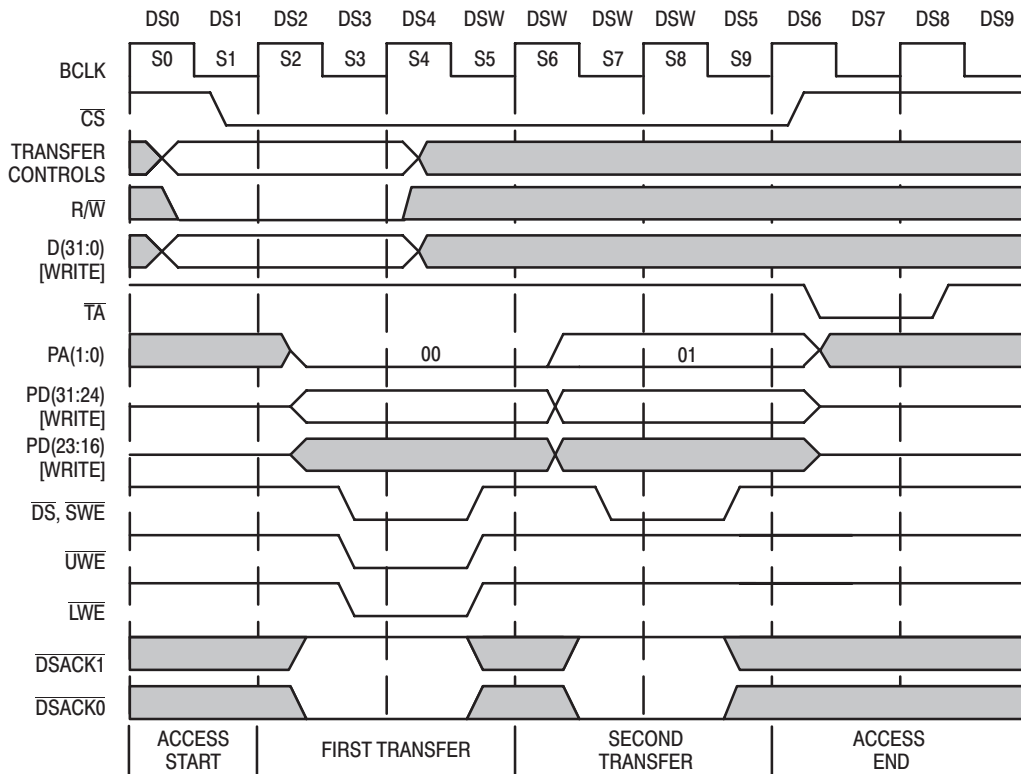 DS0 DS1 DS2 DS3 DS4 DSW DSW DSW DSW DS5 DS6 DS7 DS8 DS9
BCLK S0 S1 S2 S3 S4 S5 S6 S7 S8 S9
CS
TRANSFER
CONTROLS
R/W
D(31:0)
[WRITE]
TA
PA(1:0) 00 01
PD(31:24)
[WRITE]
PD(23:16)
[WRITE]
DS, SWE
UWE
LWE
DSACK1
DSACK0
ACCESS
START
FIRST TRANSFER
SECOND
TRANSFER
ACCESS
END